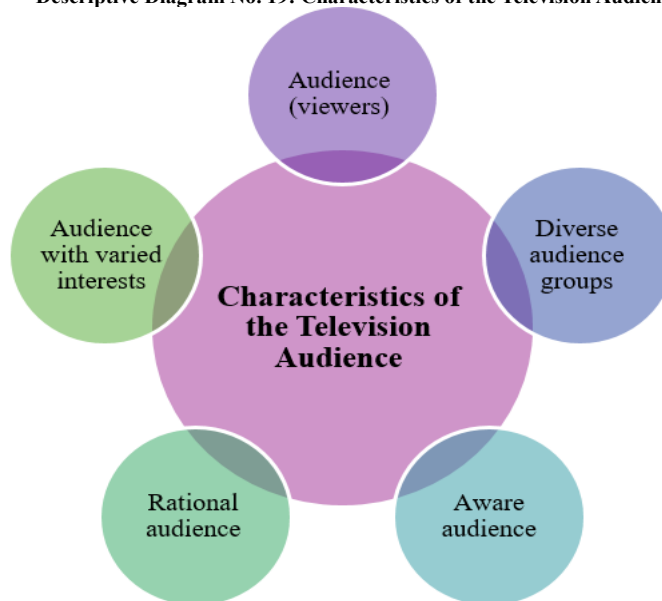 Descriptive Diagram No. 19: Characteristics of the Television
Audience
(viewers)
Audience
with varied
interests
Diverse
audience
groups
Characteristics of
the Television
Audience
Rational
audience
Aware
audience